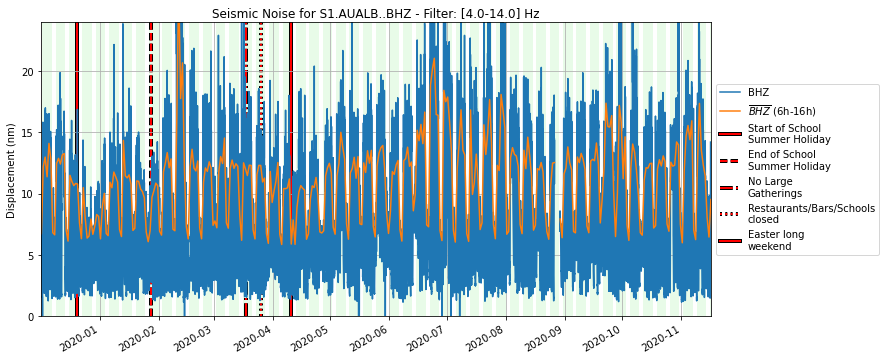 Seismic Noise for S1.AUALB..BHZ - Filter: [4.0-14.0] Hz
Displacement (nm)
20
15
10
5
0
2020-01
2020-02
2020-03
2020-04
2020-05
2020-06
2020-07
2020-08
2020-09
2020-10
2020-11
BHZ
BHZ (6h-16h)
Start of School
Summer Holiday
End of School
Summer Holiday
No Large
Gatherings
Restaurants/Bars/Schools
closed
Easter long
weekend